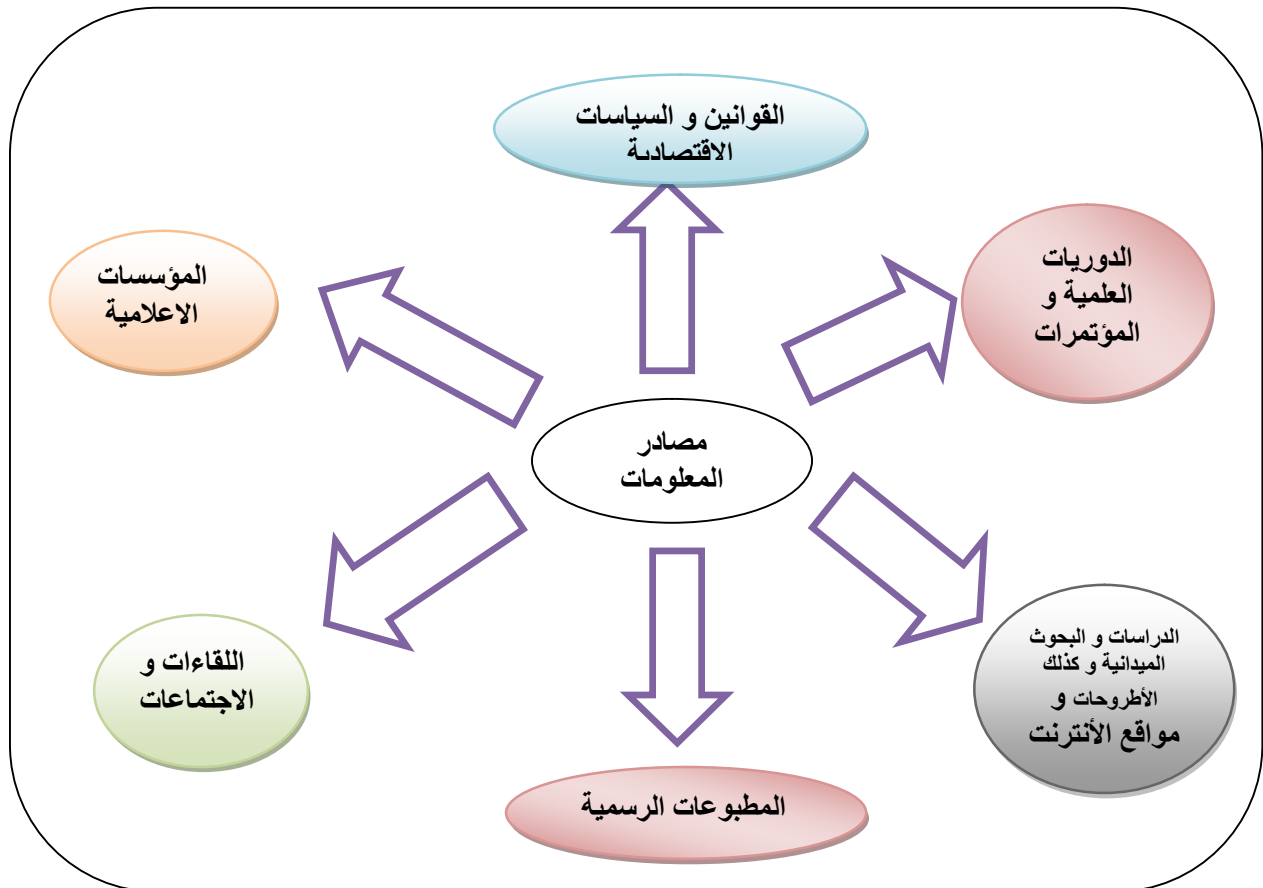 القوانين و السياسات
الاقتصادية
الدوريات
العلمية و
المؤتمرات
المؤسسات
الاعلامية
مصادر
المعلومات
الدراسات و البحوث
الميدانية و كذلك
الأطروحات و
مواقع الأنترنت
اللقاءات و
الاجتماعات
المطبوعات الرسمية